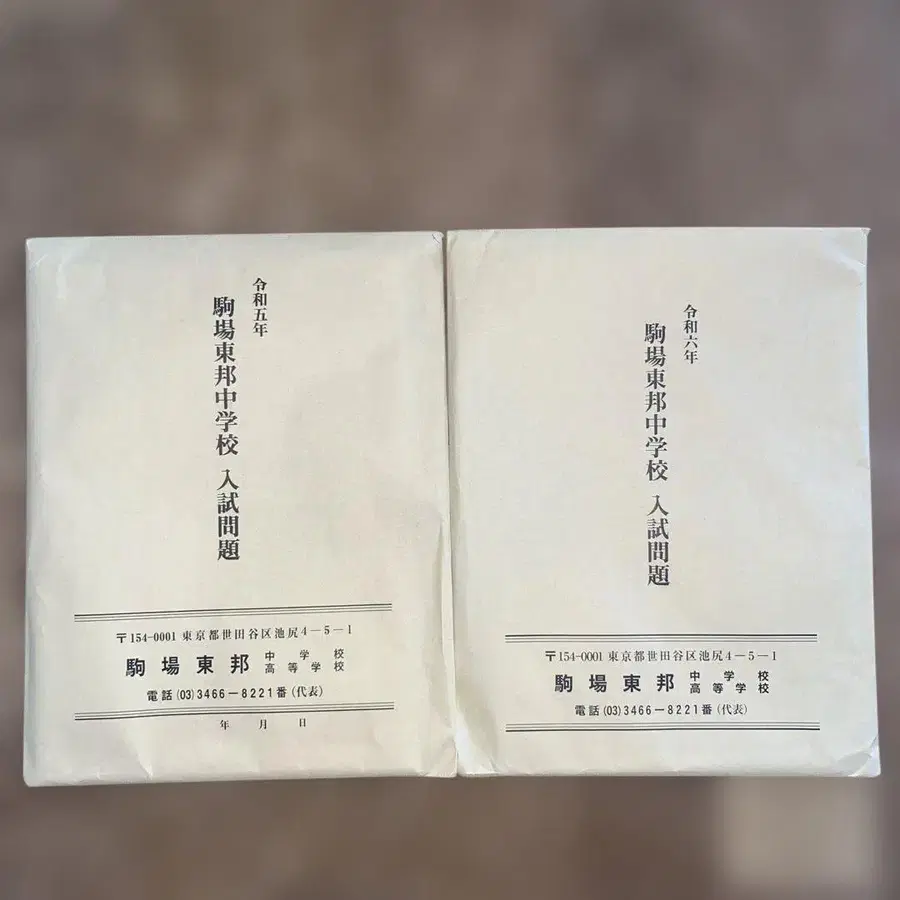 令和五年
駒場東邦中学校 入試問題
〒154-0001 東京都世田谷区池尻4-5-1
駒場東邦 中学校
高等学校
電話(03)3466-8221番(代表)
年 月 日
令和六年
駒場東邦中学校 入試問題
〒154-0001 東京都世田谷区池尻4-5-1
駒場東邦 中学校
高等学校
電話(03)3466-8221番(代表)